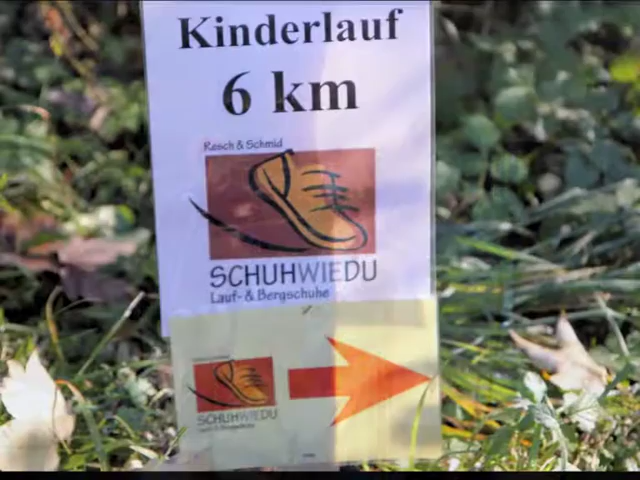 Kinderlauf
6 km
Resch & Schmid
SCHUHWIEDU
Lauf- & Bergschuhe
SCHUHWIEDU